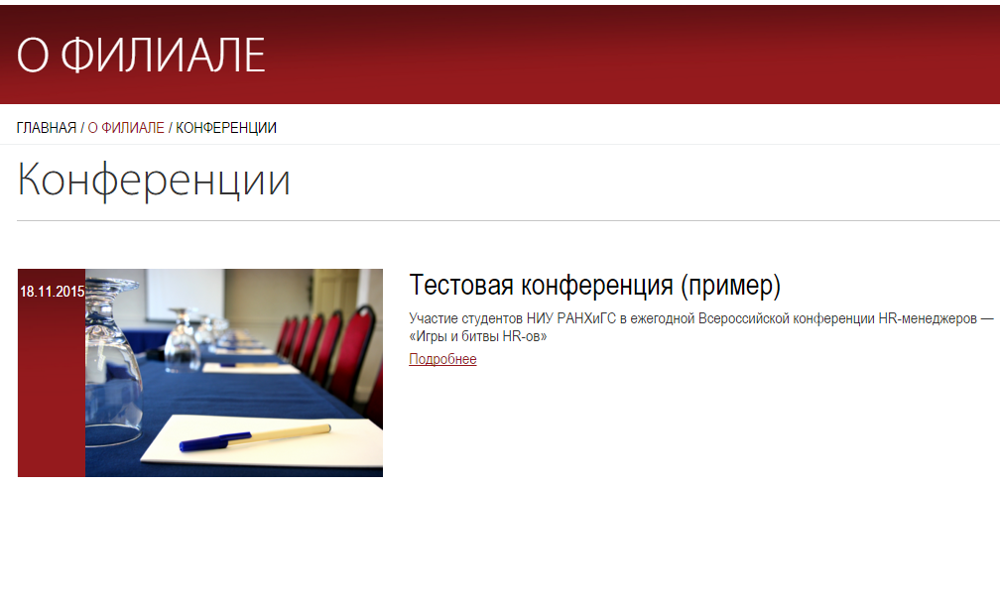 О ФИЛИАЛЕ
ГЛАВНАЯ / О ФИЛИАЛЕ / КОНФЕРЕНЦИИ
Конференции
18.11.2015
Тестовая конференция (пример)
Участие студентов НИУ РАНХиГС в ежегодной Всероссийской конференции HR-менеджеров —
«Игры и битвы HR-ов»
Подробнее